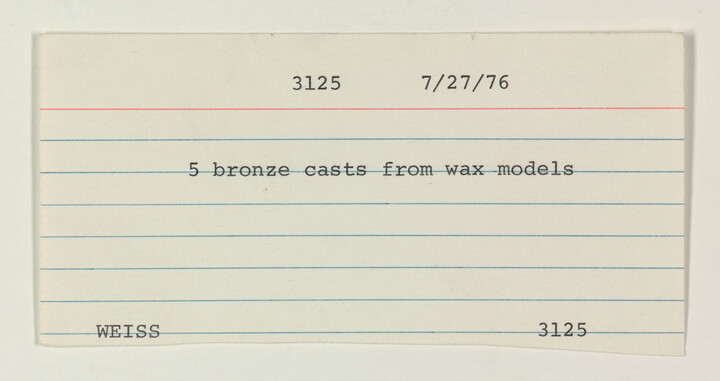 3125 7/27/76
5 bronze casts from wax models
WEISS 3125